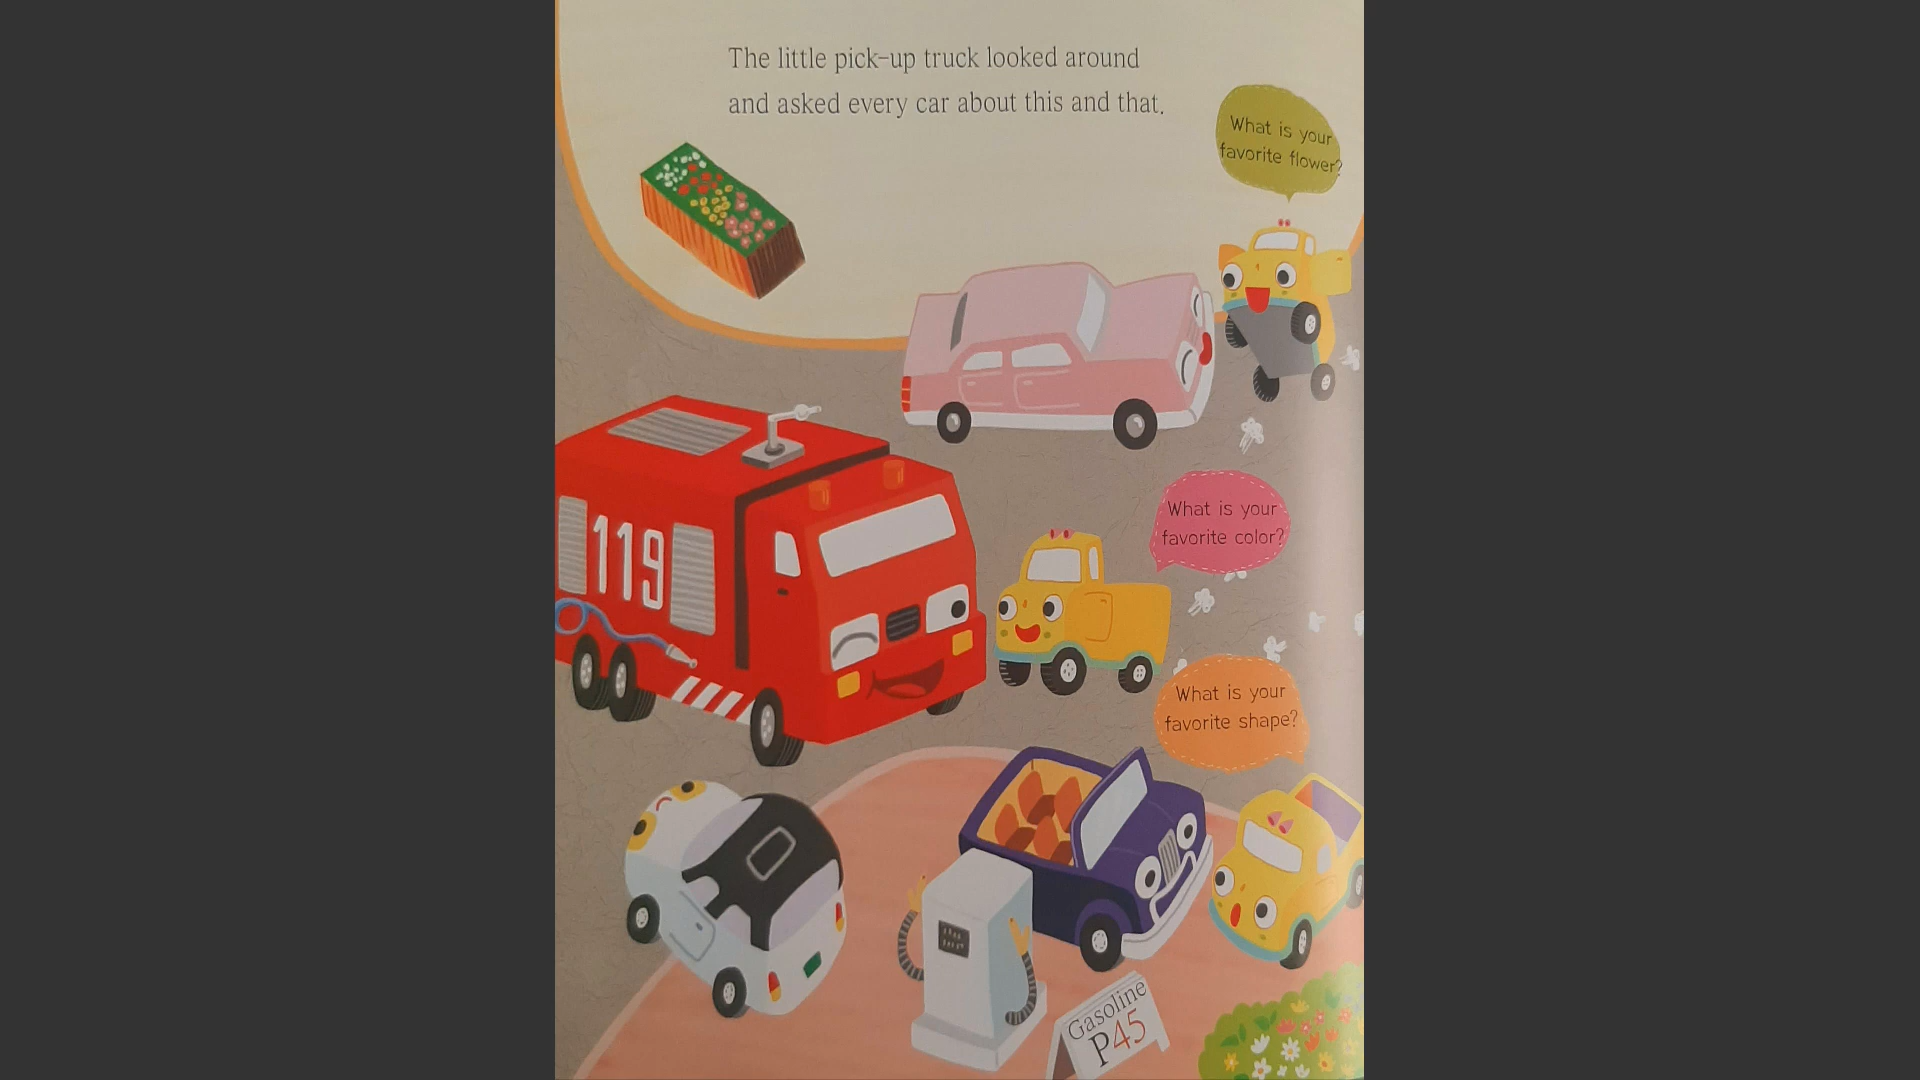 The little pick-up truck looked around
and asked every car about this and that.
What is your
favorite flower?
What is your
favorite color?
119
What is your
favorite shape?
Gasoline
P45